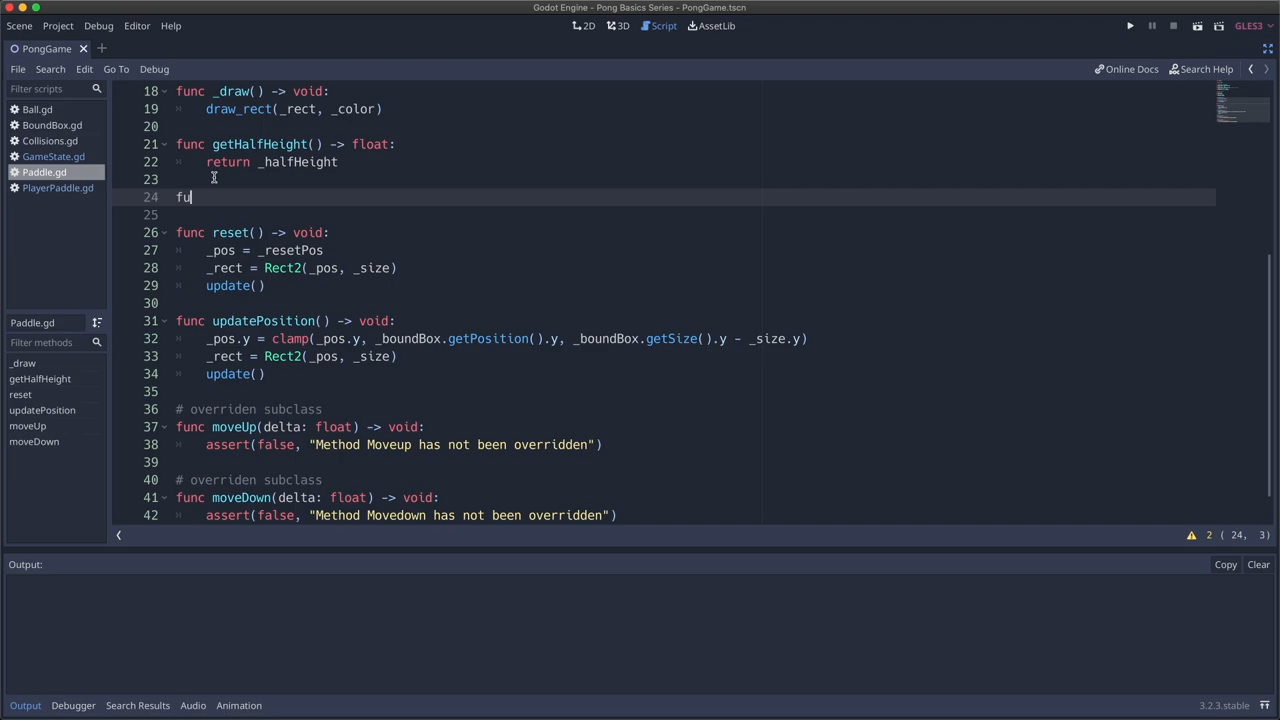 Godot Engine - Pong Basics Series - PongGame.tscn
Scene Project Debug Editor Help 2D 3D Script AssetLib GLES3
PongGame
File Search Edit Go To Debug Online Docs Search Help
Filter scripts
Ball.gd
BoundBox.gd
Collisions.gd
GameState.gd
Paddle.gd
PlayerPaddle.gd
Paddle.gd
Filter methods
_draw
getHalfHeight
reset
updatePosition
moveUp
moveDown
18 func _draw() -> void:
19 draw_rect(_rect, _color)
20
21 func getHalfHeight() -> float:
22 return _halfHeight
23
24 fu
25
26 func reset() -> void:
27 _pos = _resetPos
28 _rect = Rect2(_pos, _size)
29 update()
30
31 func updatePosition() -> void:
32 _pos.y = clamp(_pos.y, _boundBox.getPosition().y, _boundBox.getSize().y - _size.y)
33 _rect = Rect2(_pos, _size)
34 update()
35
36 # overriden subclass
37 func moveUp(delta: float) -> void:
38 assert(false, "Method Moveup has not been overridden")
39
40 # overriden subclass
41 func moveDown(delta: float) -> void:
42 assert(false, "Method Movedown has not been overridden")
2 ( 24, 3)
Output: Copy Clear
Output Debugger Search Results Audio Animation 3.2.3.stable